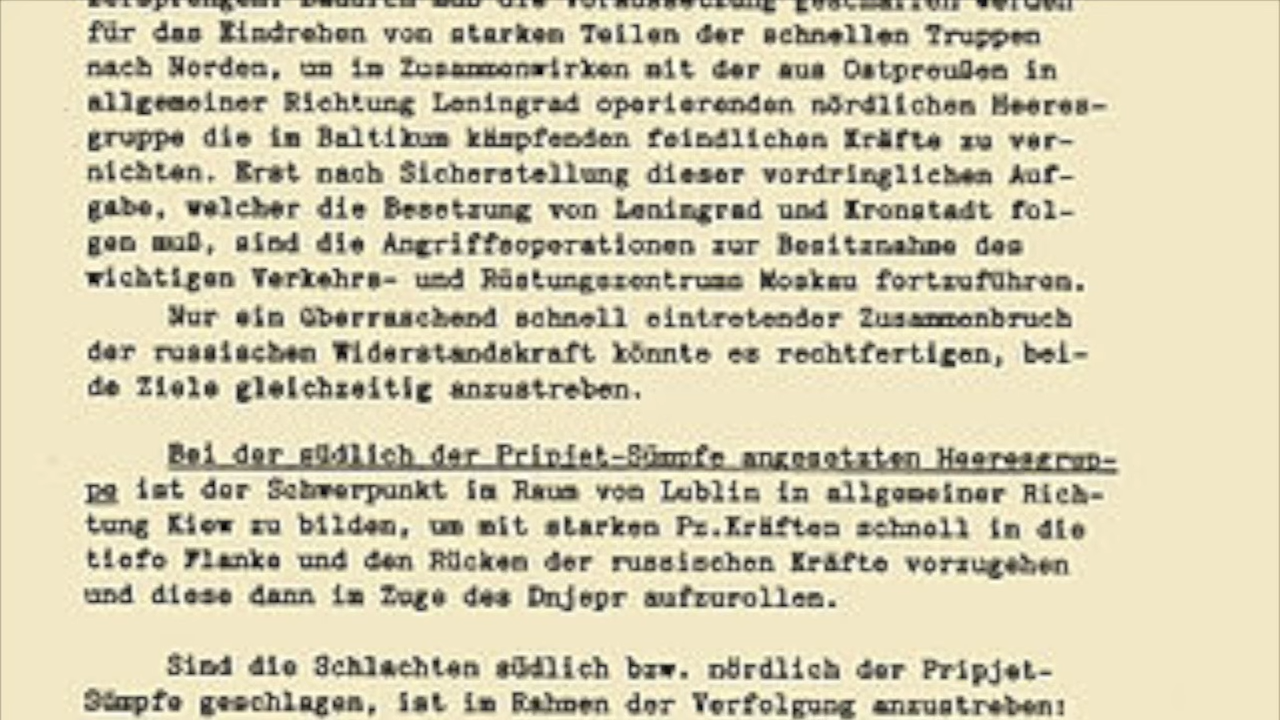 zersprengen. Dadurch muß die Voraussetzung geschaffen werden
für das Eindrehen von starken Teilen der schnellen Truppen
nach Norden, um im Zusammenwirken mit der aus Ostpreußen in
allgemeiner Richtung Leningrad operierenden nördlichen Heeres-
gruppe die im Baltikum kämpfenden feindlichen Kräfte zu ver-
nichten. Erst nach Sicherstellung dieser vordringlichen Auf-
gabe, welcher die Besetzung von Leningrad und Kronstadt fol-
gen muß, sind die Angriffsoperationen zur Besitznahme des
wichtigen Verkehrs- und Rüstungszentrums Moskau fortzuführen.
Nur ein überraschend schnell eintretender Zusammenbruch
der russischen Widerstandskraft könnte es rechtfertigen, bei-
de Ziele gleichzeitig anzustreben.
Bei der südlich der Pripjet-Sümpfe angesetzten Heeresgrup-
pe ist der Schwerpunkt im Raum von Lublin in allgemeiner Rich-
tung Kiew zu bilden, um mit starken Pz.Kräften schnell in die
tiefe Flanke und den Rücken der russischen Kräfte vorzugehen
und diese dann im Zuge des Dnjepr aufzurollen.
Sind die Schlachten südlich bzw. nördlich der Pripjet-
Sümpfe geschlagen, ist im Rahmen der Verfolgung anzustreben: